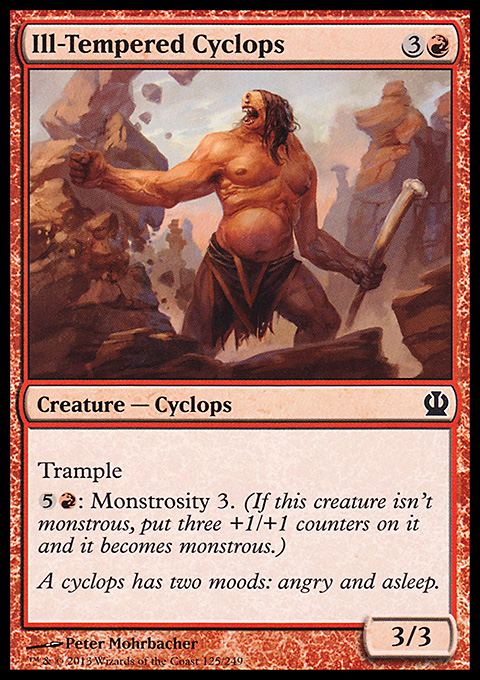 Ill-Tempered Cyclops 3
Creature — Cyclops
Trample
5 : Monstrosity 3. (If this creature isn't
monstrous, put three +1/+1 counters on it
and it becomes monstrous.)
A cyclops has two moods: angry and asleep.
3/3
Peter Mohrbacher
™ & © 2013 Wizards of the Coast 125/249